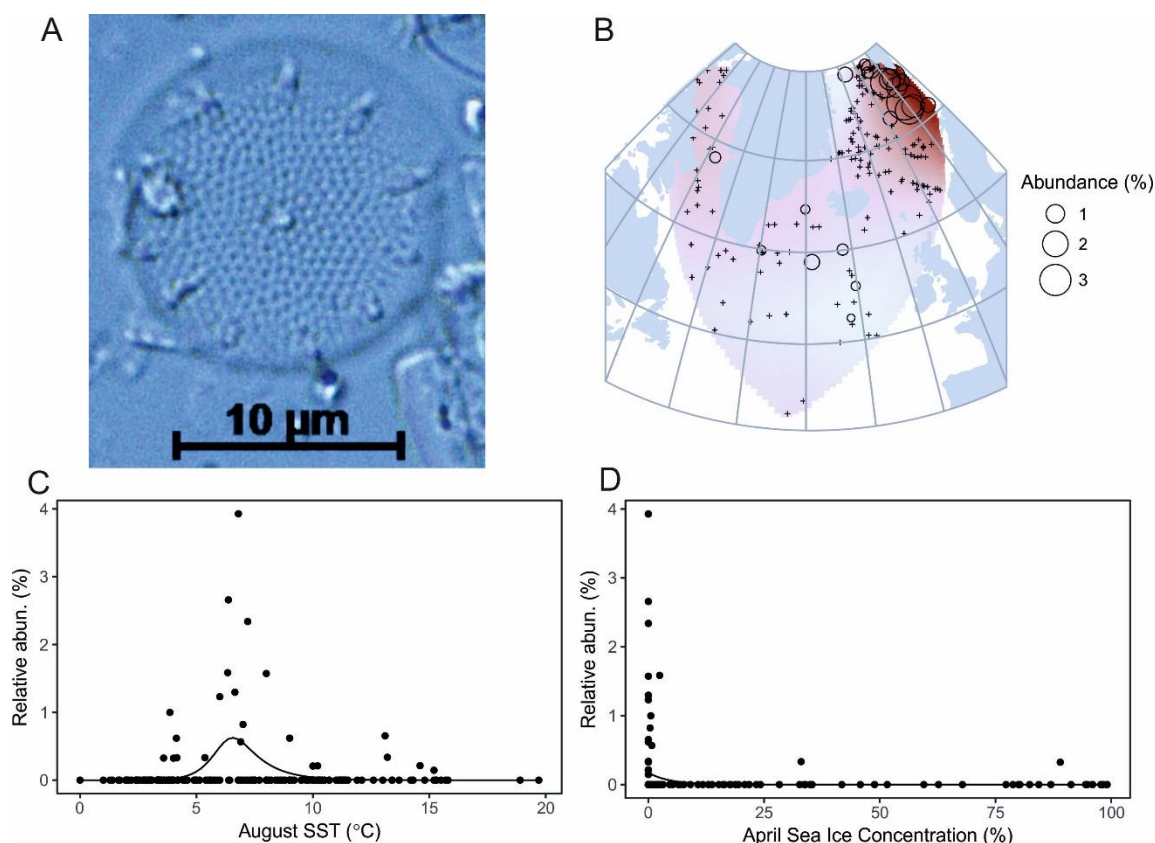 A
10 µm
B
Abundance (%)
1
2
3
C
Relative abun. (%)
4
3
2
1
0
0 5 10 15 20
August SST (°C)
D
Relative abun. (%)
4
3
2
1
0
0 25 50 75 100
April Sea Ice Concentration (%)